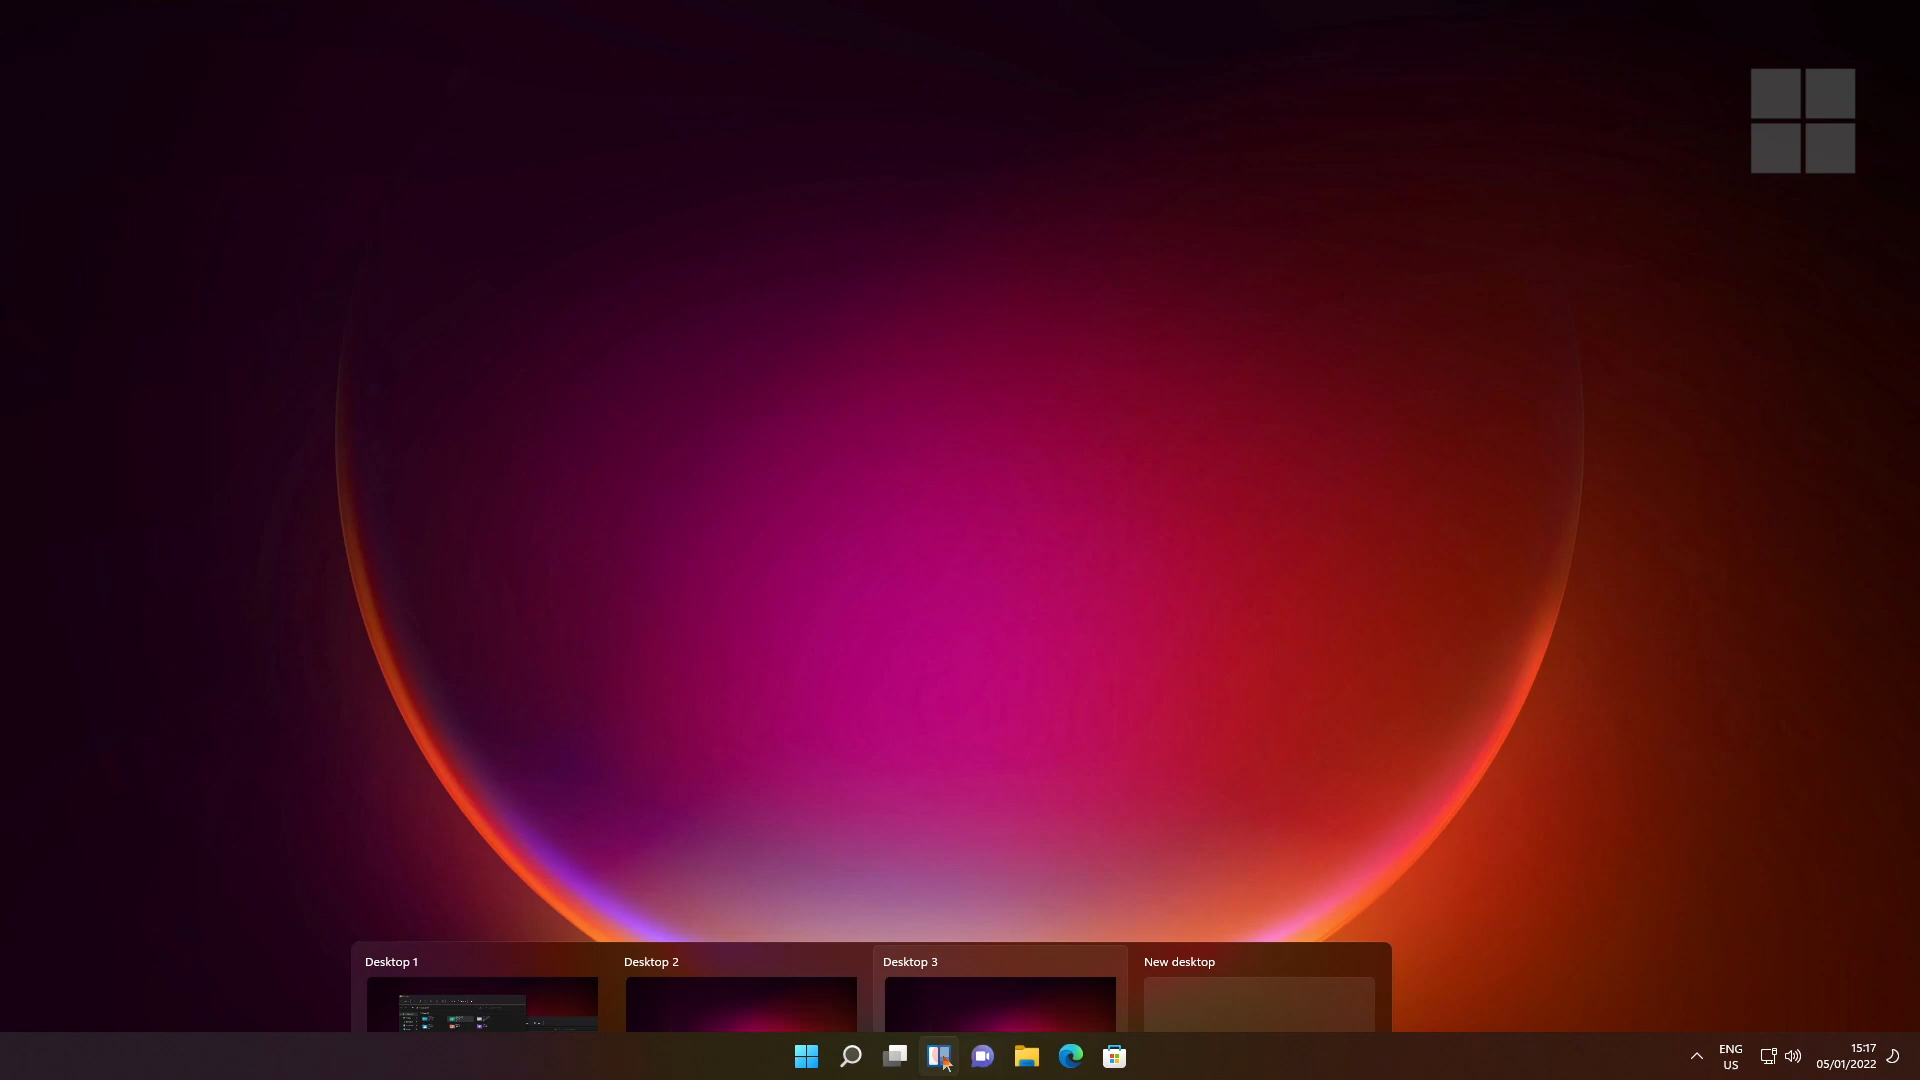 Desktop 1
Desktop 2
Desktop 3
New desktop
ENG
US
15:17
05/01/2022